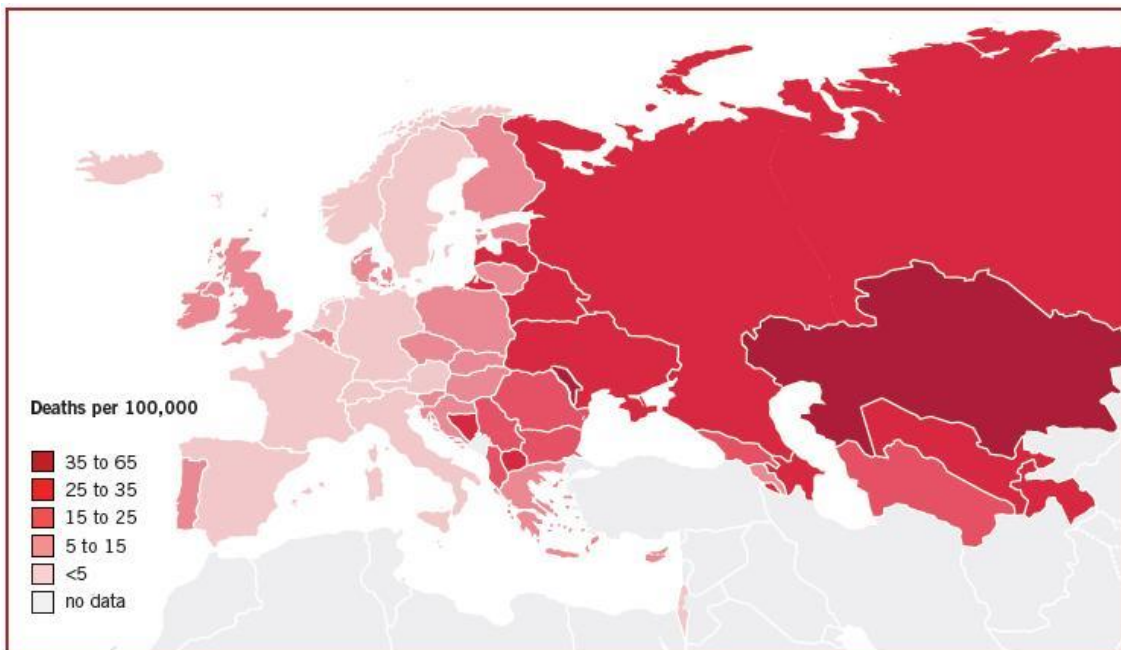 Deaths per 100,000
35 to 65
25 to 35
15 to 25
5 to 15
<5
no data